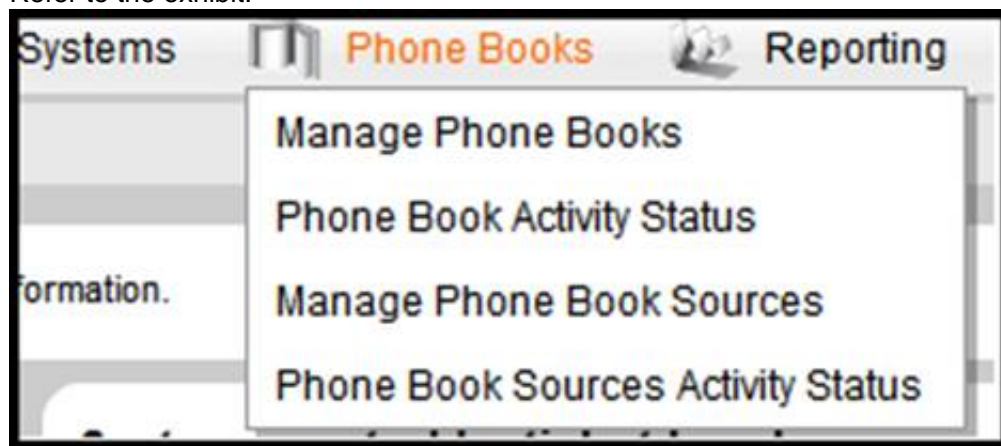 Systems Phone Books Reporting
Manage Phone Books
Phone Book Activity Status
formation.
Manage Phone Book Sources
Phone Book Sources Activity Status